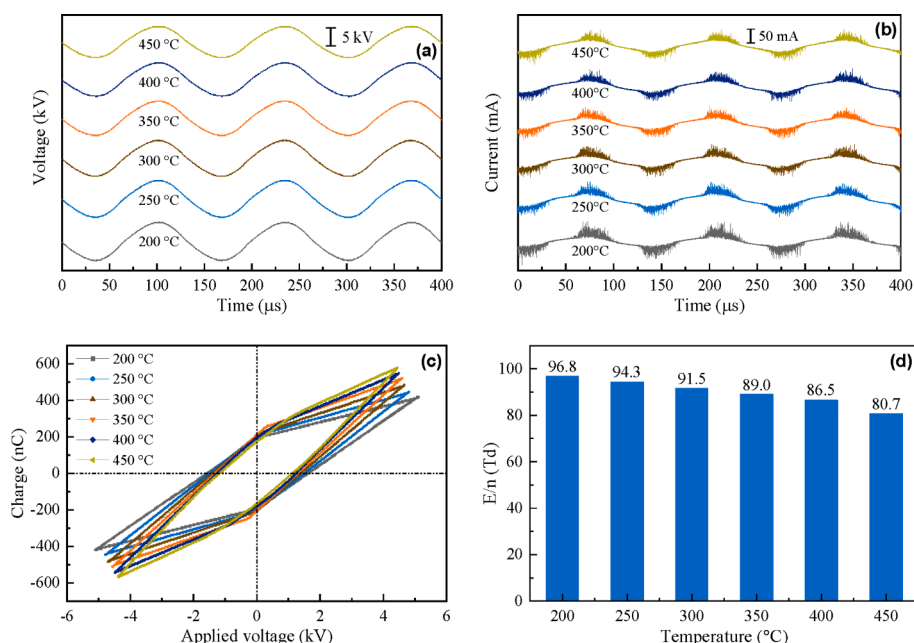 (a)
5 kV
450 °C
400 °C
350 °C
300 °C
250 °C
200 °C
Voltage (kV)
0 50 100 150 200 250 300 350 400
Time (μs)
(b)
50 mA
450°C
400°C
350°C
300°C
250°C
200°C
Current (mA)
0 50 100 150 200 250 300 350 400
Time (μs)
(c)
200 °C
250 °C
300 °C
350 °C
400 °C
450 °C
Charge (nC)
600
400
200
0
-200
-400
-600
-6 -4 -2 0 2 4 6
Applied voltage (kV)
(d)
96.8 94.3 91.5 89.0 86.5 80.7
E/n (Td)
100
80
60
40
20
0
200 250 300 350 400 450
Temperature (°C)